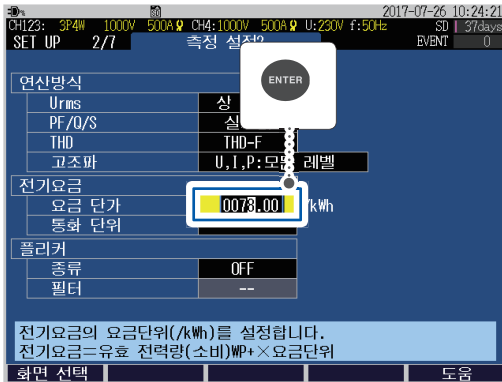 2017-07-26 10:24:21
CH123: 3P4W 1000V 500A CH4:1000V 500A U:230V f:50Hz SD 37days
SET UP 2/7 측정 설정2 EVENT 0
연산방식
Urms 상
PF/Q/S 실
THD THD-F
고조파 U,I,P:모든 레벨
전기요금
요금 단가 0078.00 /kWh
통화 단위
플리커
종류 OFF
필터 --
ENTER
전기요금의 요금단위(/kWh)를 설정합니다.
전기요금=유효 전력량(소비)WP+×요금단위
화면 선택 도움